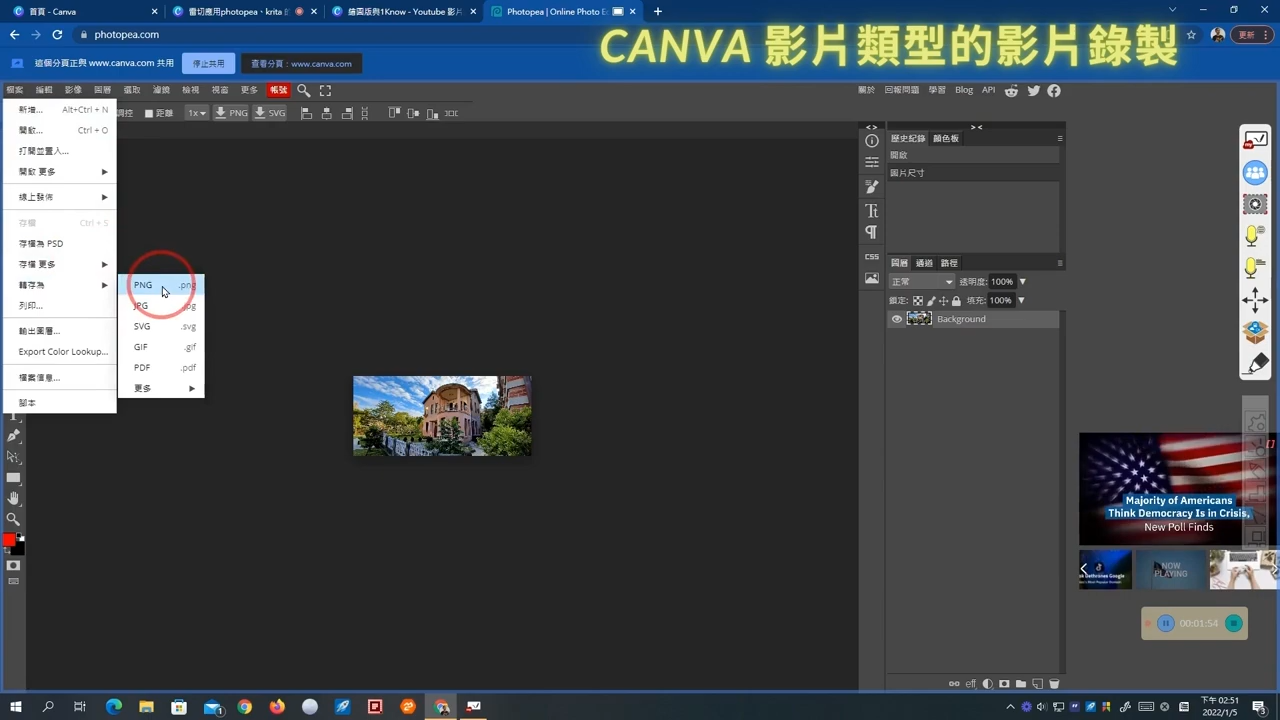 首頁 - Canva
雷切應用photopea、krita 的
繪圖版與1Know - Youtube 影片
Photopea | Online Photo E
CANVA 影片類型的影片錄製
photopea.com
更新
這個分頁正與 www.canva.com 共用
停止共用
查看分頁：www.canva.com
檔案 編輯 影像 圖層 選取 濾鏡 檢視 視窗 更多 帳號
關於 回報問題 學習 Blog API
距離 1x PNG SVG
新增... Alt+Ctrl + N
開啟... Ctrl + O
打開並置入...
開啟 更多
線上發佈
存檔 Ctrl + S
存檔為 PSD
存檔 更多
轉存為
列印...
輸出圖層...
Export Color Lookup...
檔案信息...
腳本
PNG .png
JPG .jpg
SVG .svg
GIF .gif
PDF .pdf
更多
歷史記錄 顏色板
開啟
圖片尺寸
CSS
圖層 通道 路徑
正常 透明度: 100%
鎖定: 填充: 100%
Background
eff
Majority of Americans
Think Democracy Is in Crisis,
New Poll Finds
k Dethrones Google
NOW
PLAYING
00:01:54
下午 02:51
2022/1/5